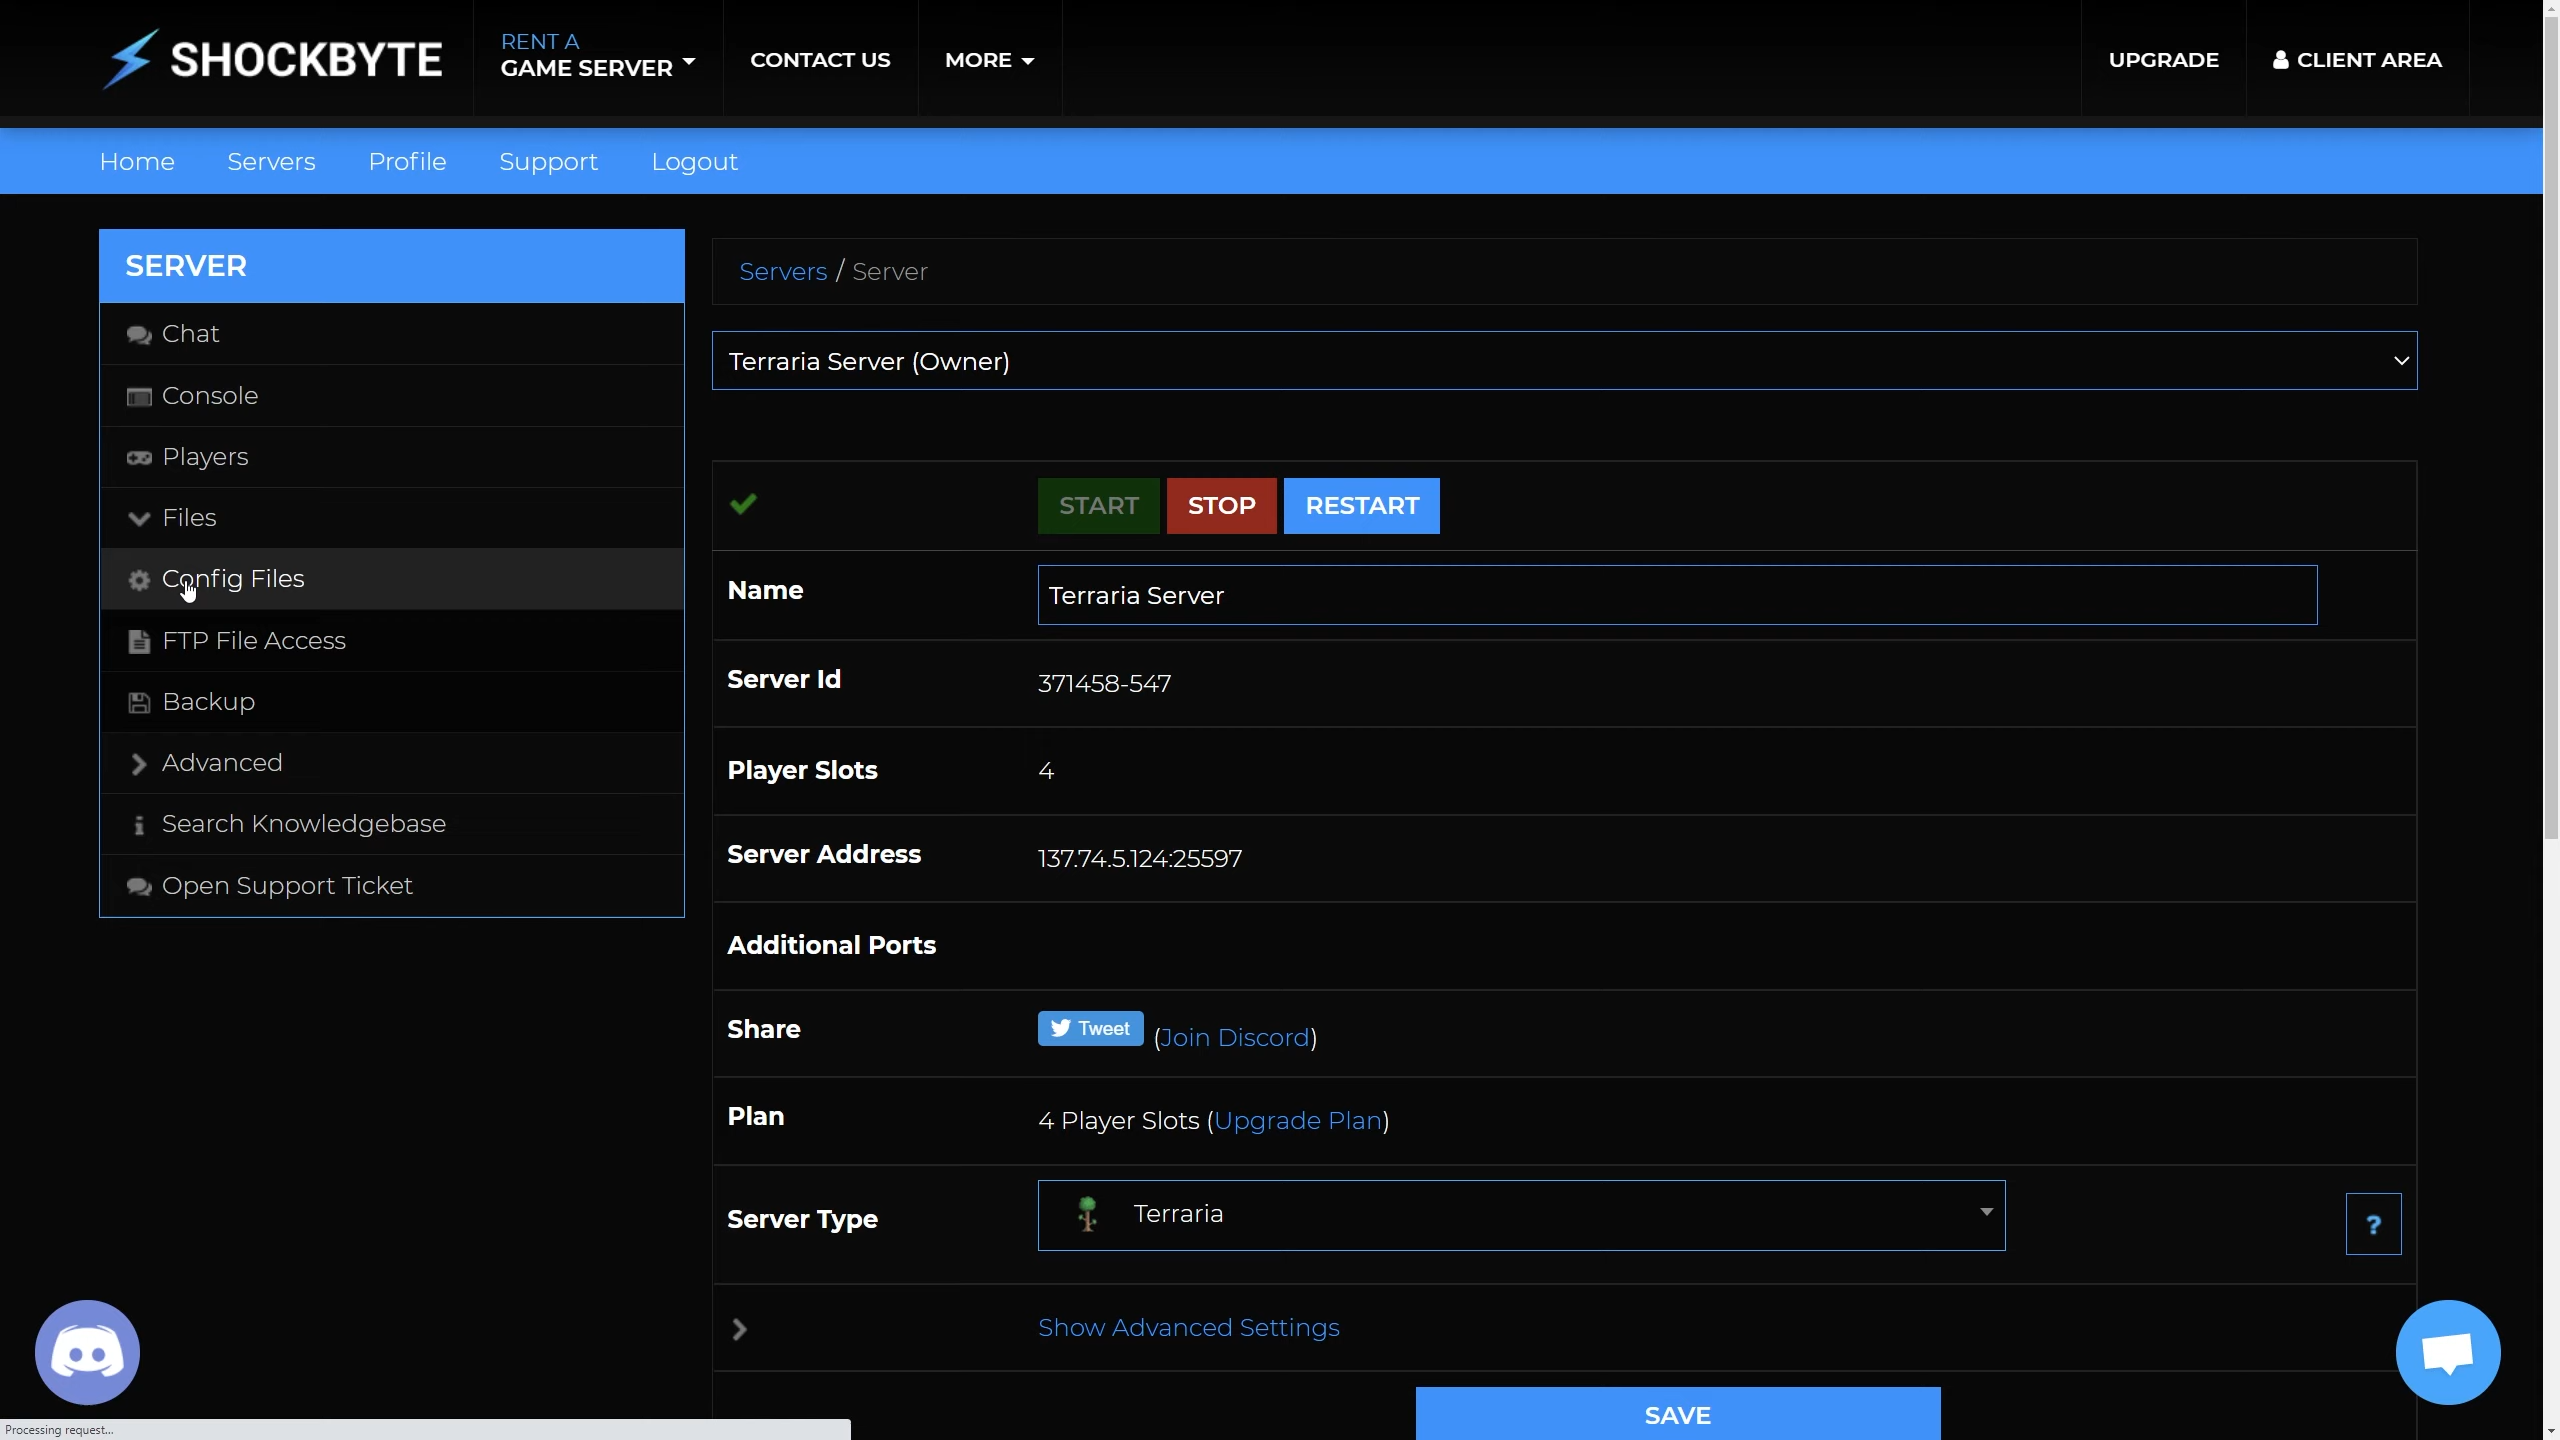 SHOCKBYTE
RENT A
GAME SERVER
CONTACT US
MORE
UPGRADE
CLIENT AREA
Home
Servers
Profile
Support
Logout
SERVER
Chat
Console
Players
Files
Config Files
FTP File Access
Backup
Advanced
Search Knowledgebase
Open Support Ticket
Servers / Server
Terraria Server (Owner)
START
STOP
RESTART
Name
Terraria Server
Server Id
371458-547
Player Slots
4
Server Address
137.74.5.124:25597
Additional Ports
Share
Tweet
(Join Discord)
Plan
4 Player Slots (Upgrade Plan)
Server Type
Terraria
?
Show Advanced Settings
SAVE
Processing request...